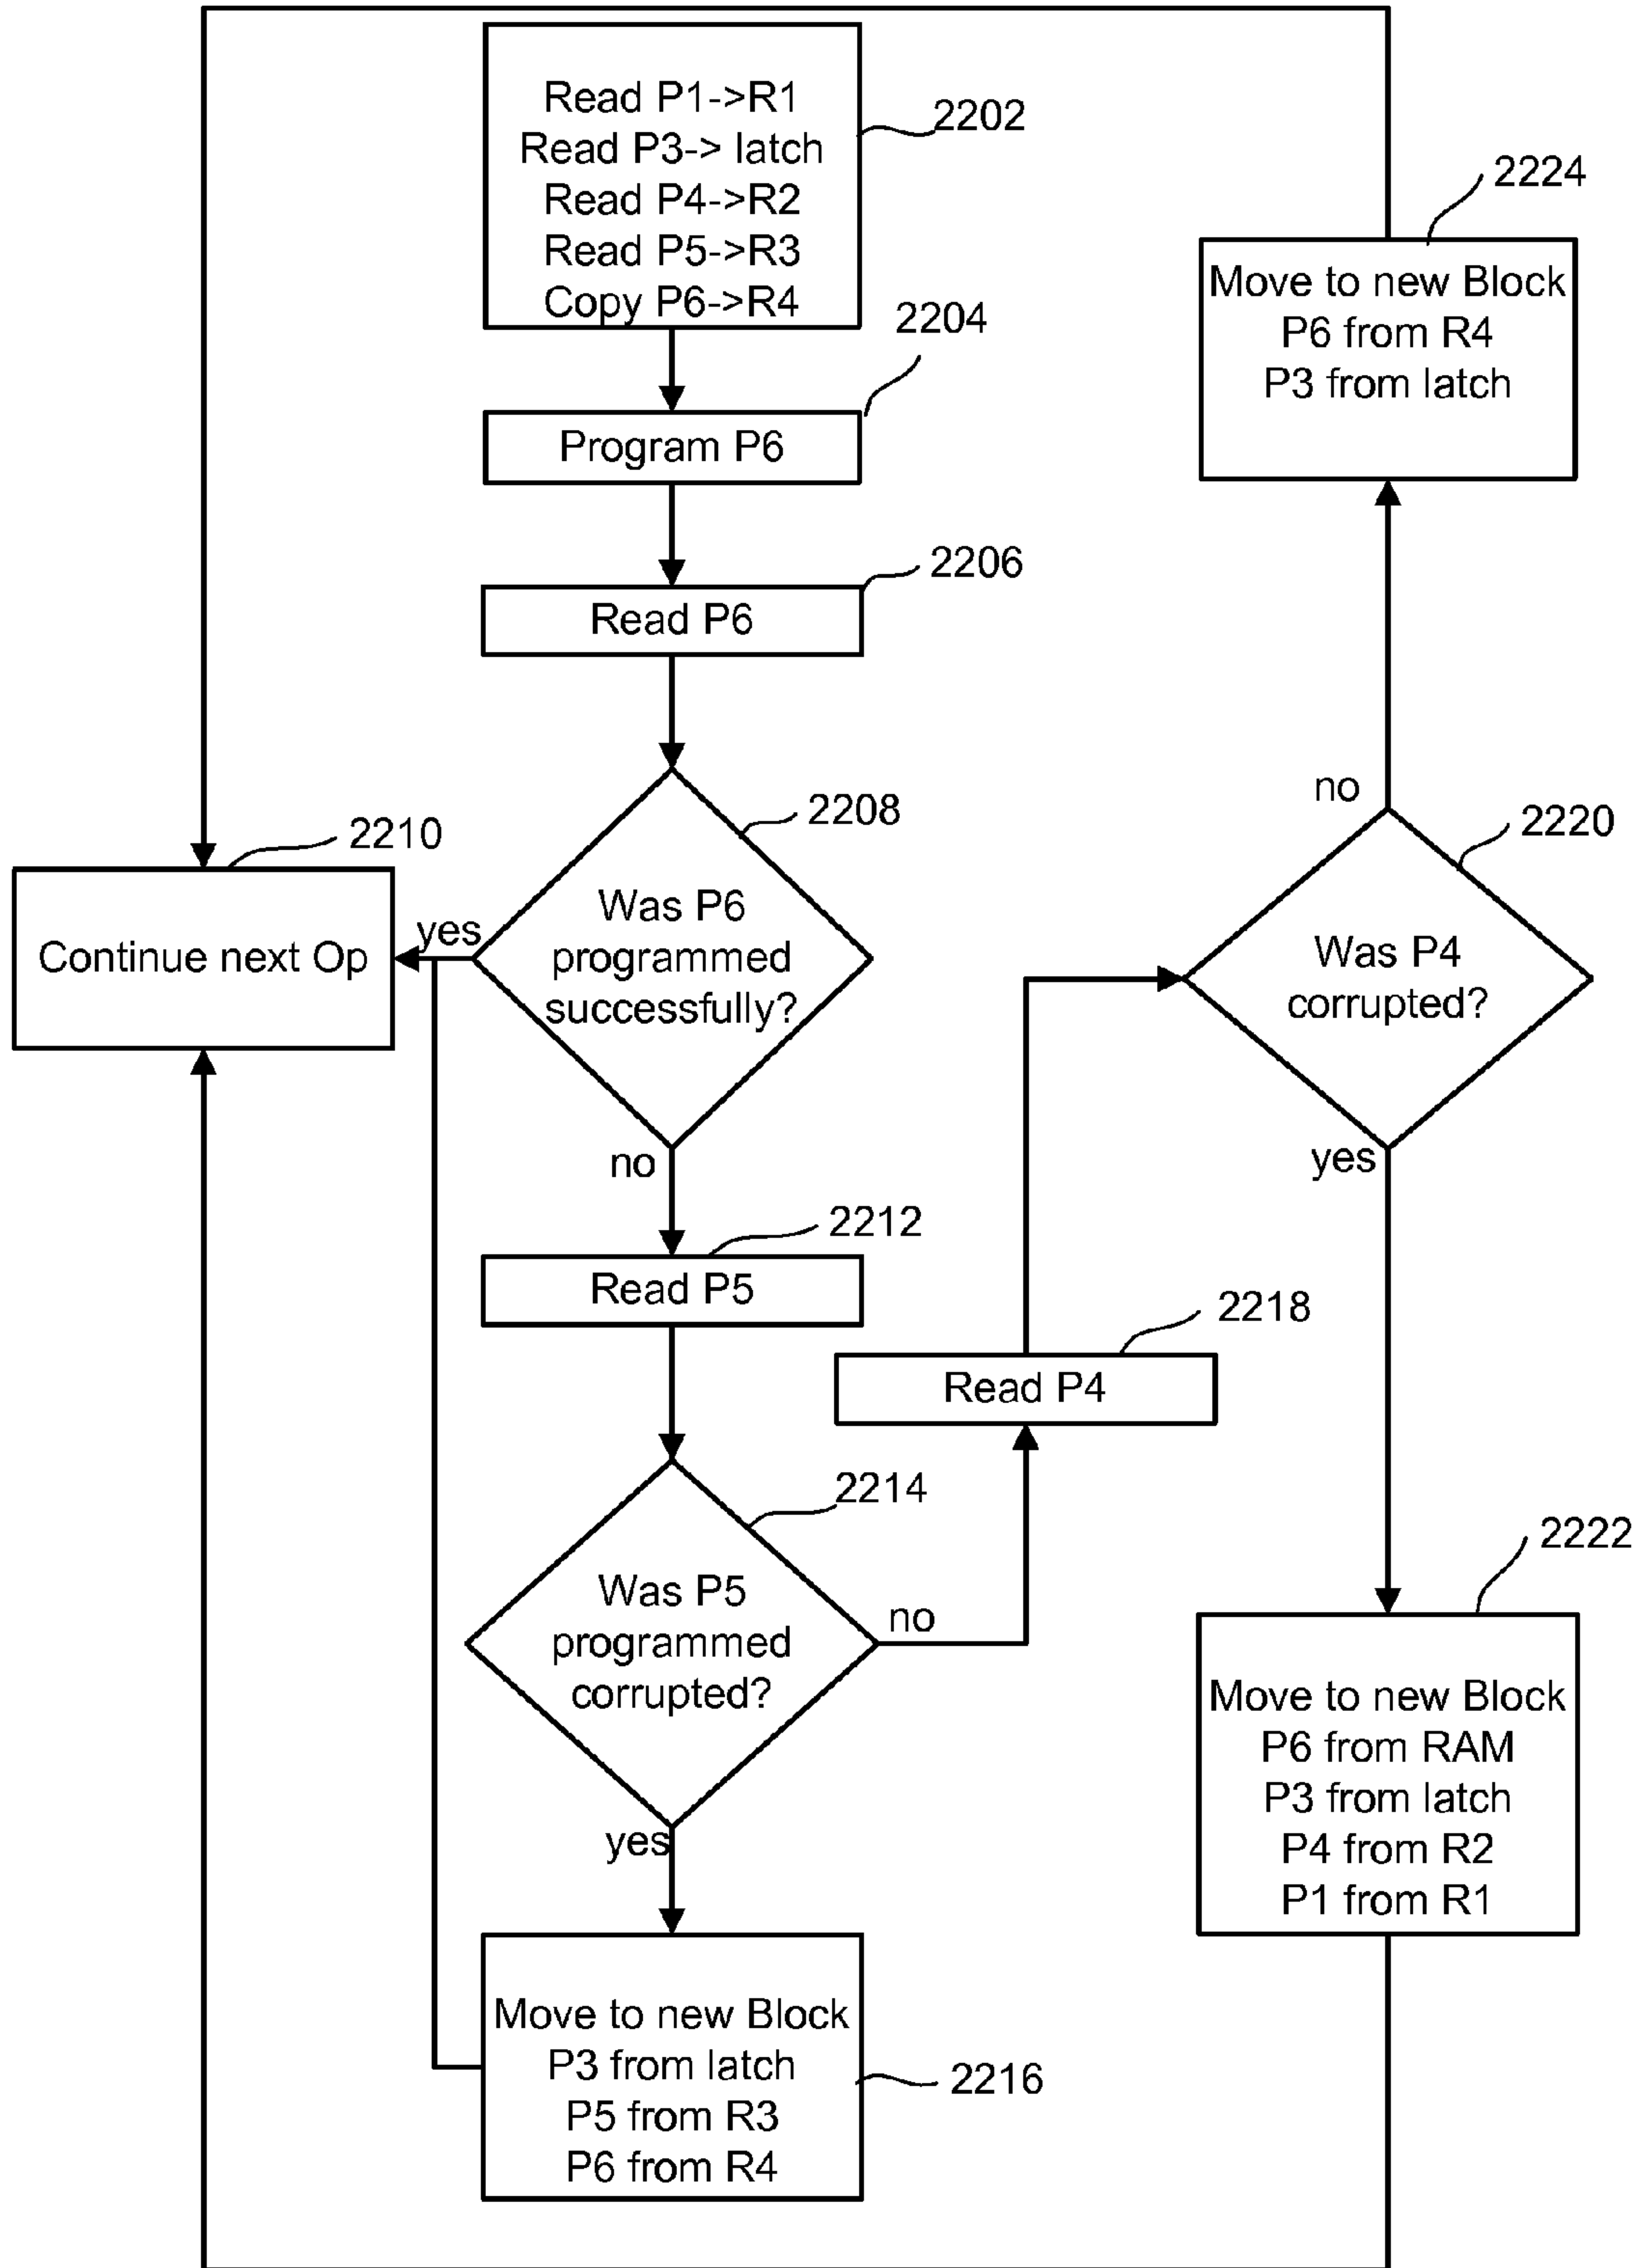 Read P1->R1
Read P3-> latch
Read P4->R2
Read P5->R3
Copy P6->R4
2202
2204
Program P6
2206
Read P6
2208
Was P6
programmed
successfully?
yes
no
2210
Continue next Op
2212
Read P5
2214
Was P5
programmed
corrupted?
no
yes
2216
Move to new Block
P3 from latch
P5 from R3
P6 from R4
2218
Read P4
2220
Was P4
corrupted?
no
yes
2222
Move to new Block
P6 from RAM
P3 from latch
P4 from R2
P1 from R1
2224
Move to new Block
P6 from R4
P3 from latch